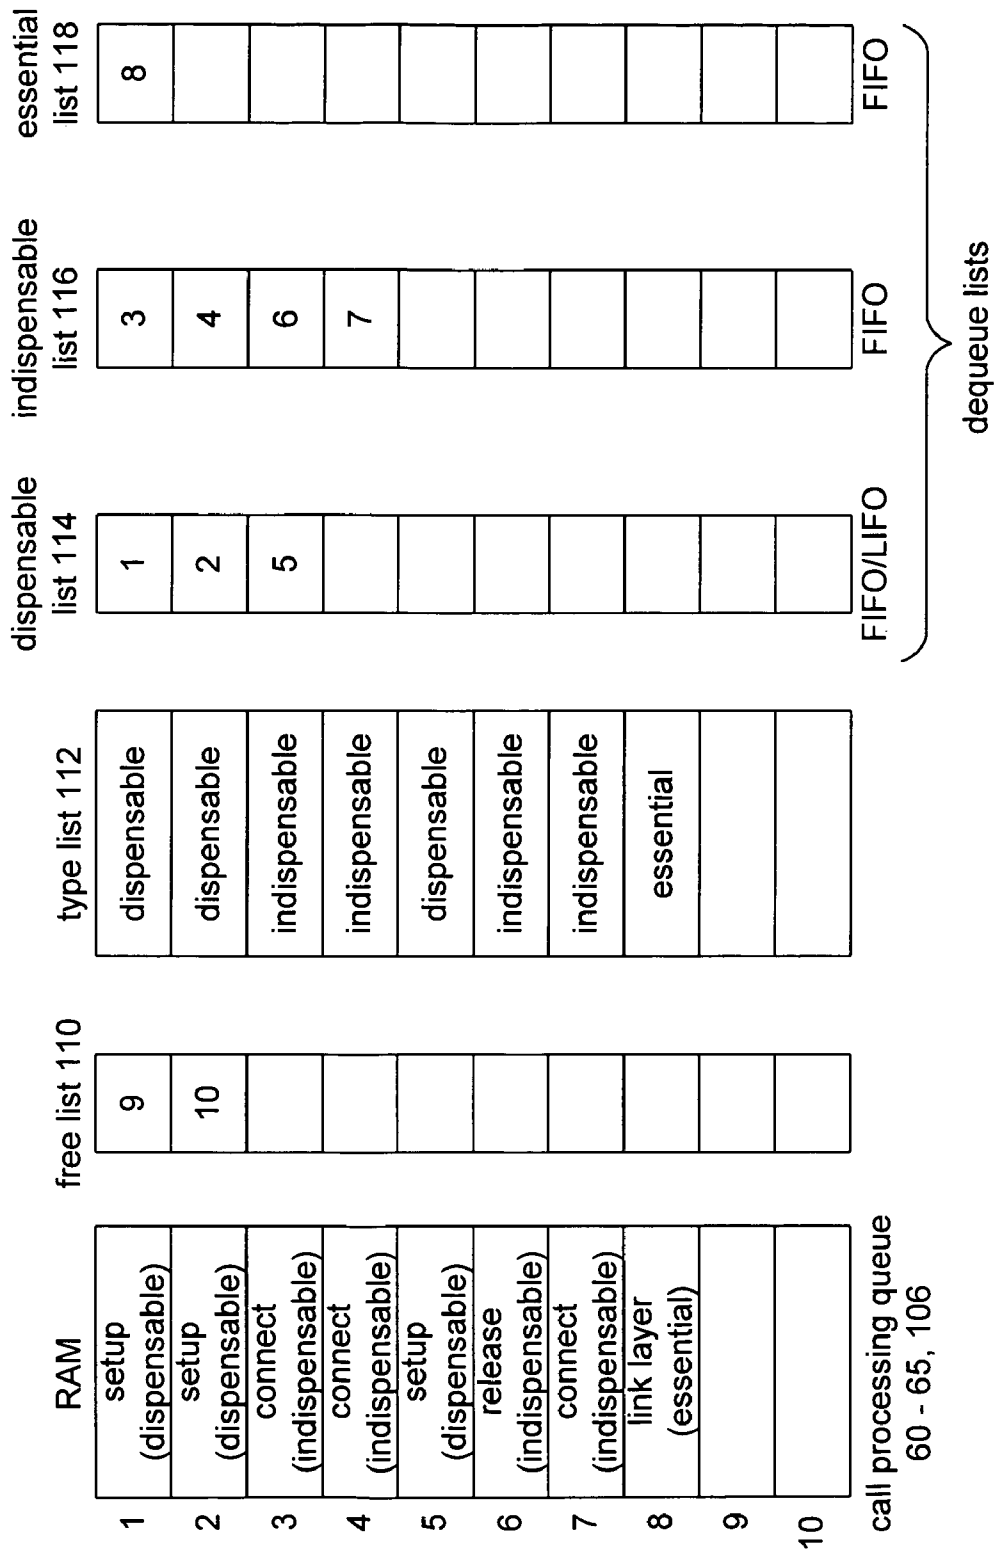 RAM
1
setup
(dispensable)
2
setup
(dispensable)
3
connect
(indispensable)
4
connect
(indispensable)
5
setup
(dispensable)
6
release
(indispensable)
7
connect
(indispensable)
8
link layer
(essential)
9
10
call processing queue
60 - 65, 106
free list 110
9
10
type list 112
dispensable
dispensable
indispensable
indispensable
dispensable
indispensable
indispensable
essential
dispensable
list 114
1
2
5
FIFO/LIFO
indispensable
list 116
3
4
6
7
FIFO
essential
list 118
8
FIFO
dequeue lists